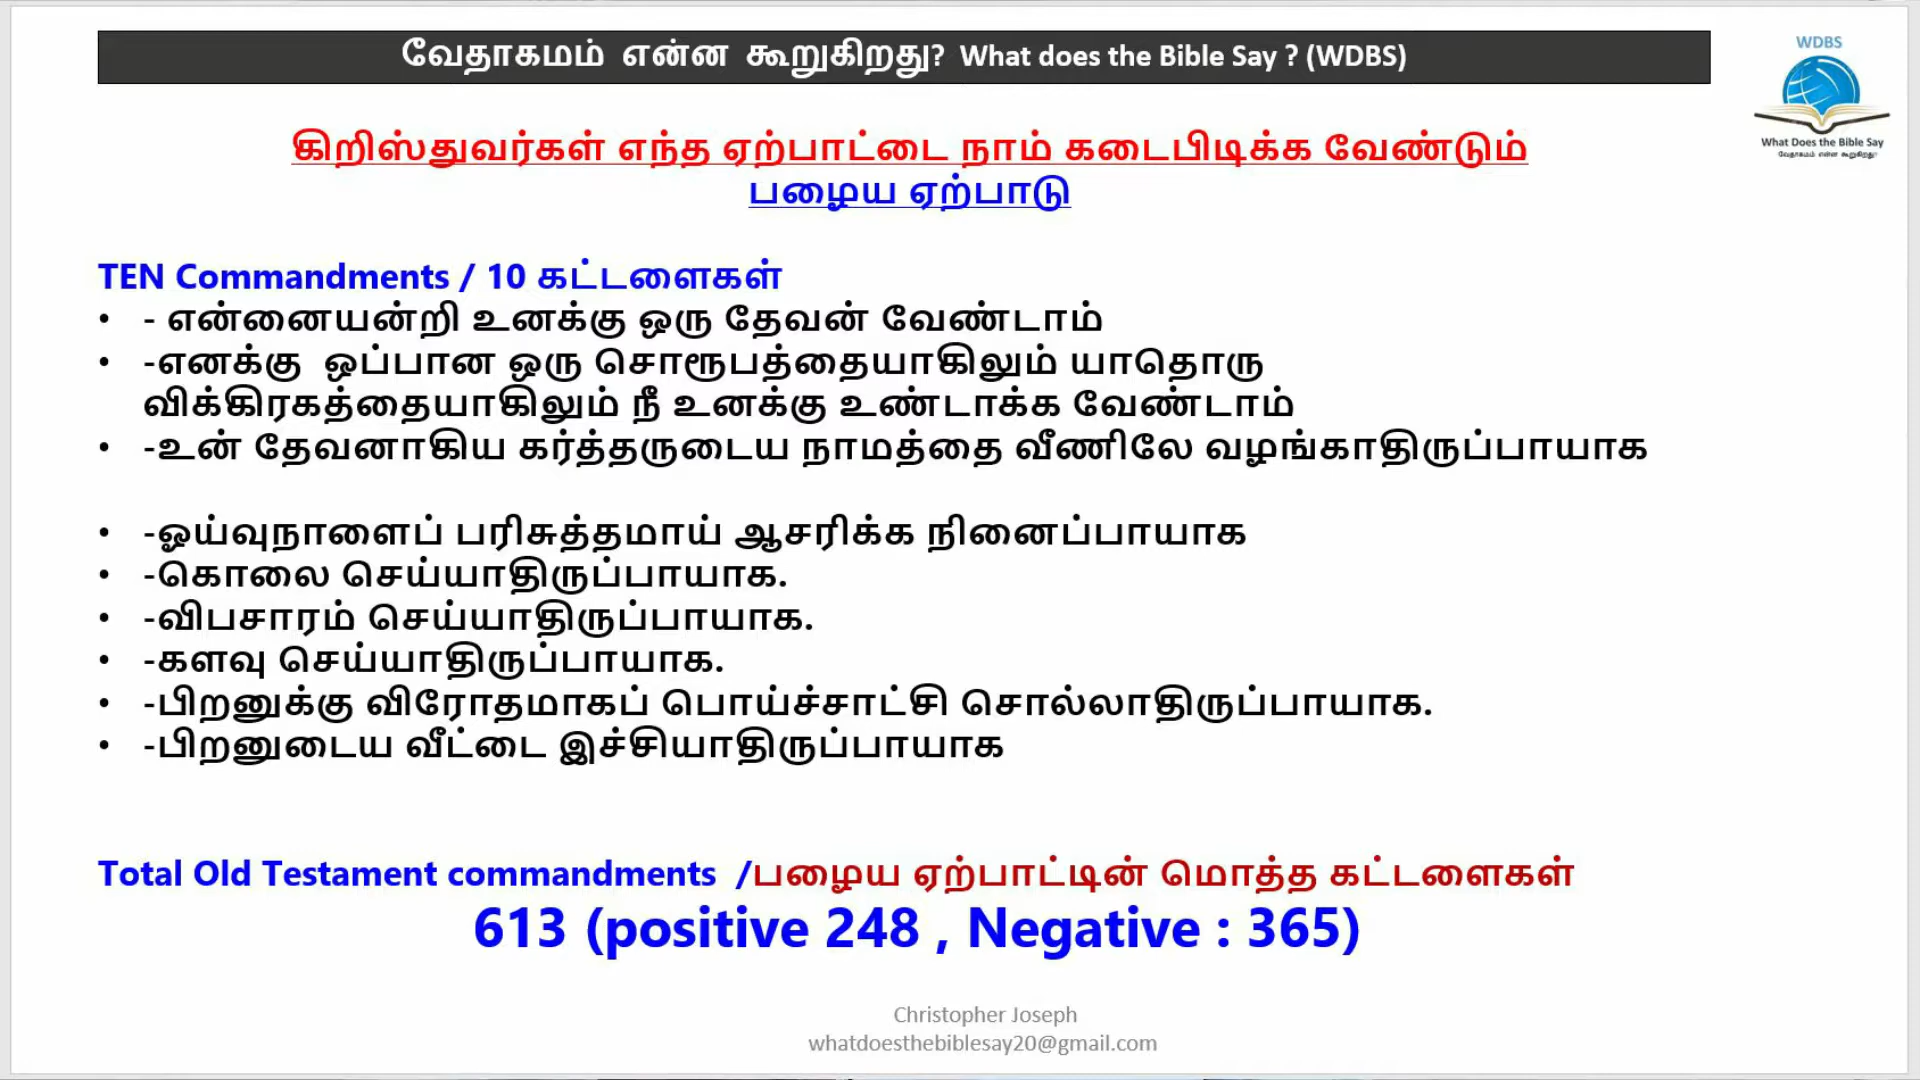 வேதாகமம் என்ன கூறுகிறது? What does the Bible Say ? (WDBS)
WDBS
What Does the Bible Say
வேதாகமம் என்ன கூறுகிறது?
கிறிஸ்துவர்கள் எந்த ஏற்பாட்டை நாம் கடைபிடிக்க வேண்டும்
பழைய ஏற்பாடு
TEN Commandments / 10 கட்டளைகள்
• - என்னையன்றி உனக்கு ஒரு தேவன் வேண்டாம்
• -எனக்கு ஒப்பான ஒரு சொரூபத்தையாகிலும் யாதொரு
விக்கிரகத்தையாகிலும் நீ உனக்கு உண்டாக்க வேண்டாம்
• -உன் தேவனாகிய கர்த்தருடைய நாமத்தை வீணிலே வழங்காதிருப்பாயாக
• -ஓய்வுநாளைப் பரிசுத்தமாய் ஆசரிக்க நினைப்பாயாக
• -கொலை செய்யாதிருப்பாயாக.
• -விபசாரம் செய்யாதிருப்பாயாக.
• -களவு செய்யாதிருப்பாயாக.
• -பிறனுக்கு விரோதமாகப் பொய்ச்சாட்சி சொல்லாதிருப்பாயாக.
• -பிறனுடைய வீட்டை இச்சியாதிருப்பாயாக
Total Old Testament commandments /பழைய ஏற்பாட்டின் மொத்த கட்டளைகள்
613 (positive 248 , Negative : 365)
Christopher Joseph
whatdoesthebiblesay20@gmail.com